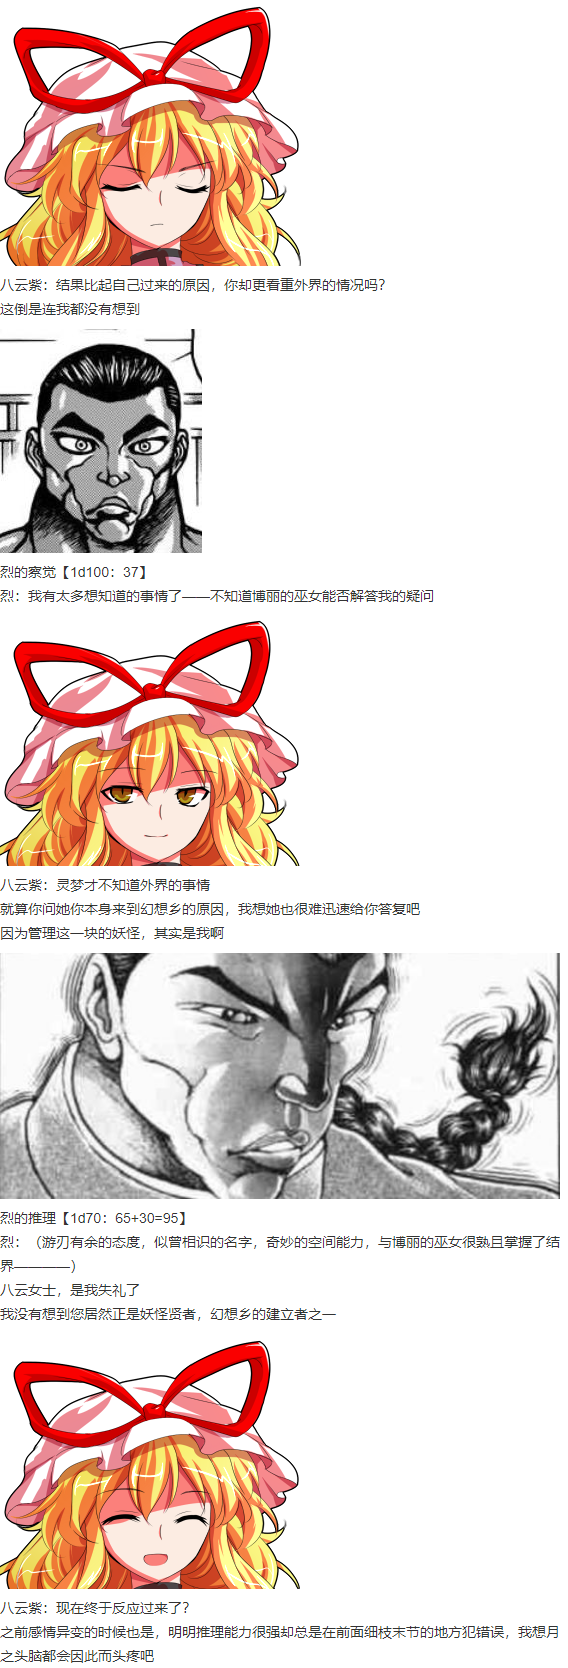 八云紫：结果比起自己过来的原因，你却更看重外界的情况吗？
这倒是连我都没有想到
烈的察觉【1d100：37】
烈：我有太多想知道的事情了——不知道博丽的巫女能否解答我的疑问
八云紫：灵梦才不知道外界的事情
就算你问她你本身来到幻想乡的原因，我想她也很难迅速给你答复吧
因为管理这一块的妖怪，其实是我啊
烈的推理【1d70：65+30=95】
烈：（游刃有余的态度，似曾相识的名字，奇妙的空间能力，与博丽的巫女很熟且掌握了结
界————）
八云女士，是我失礼了
我没有想到您居然正是妖怪贤者，幻想乡的建立者之一
八云紫：现在终于反应过来了？
之前感情异变的时候也是，明明推理能力很强却总是在前面细枝末节的地方犯错误，我想月
之头脑都会因此而头疼吧